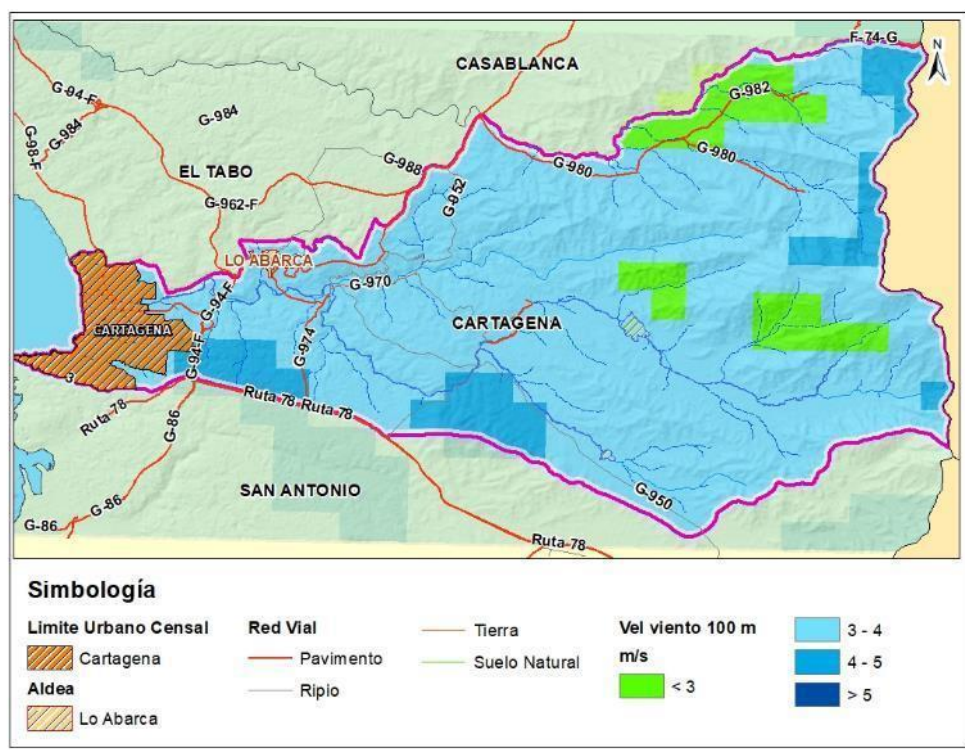 F-74-G
N
CASABLANCA
G-94-F
G-982
G-984
G-984
G-98-F
G-988
G-980
G-980
EL TABO
G-952
G-962-F
LO ABARCA
G-970
G-94-F
CARTAGENA
CARTAGENA
G-974
G-94-F
3
Ruta 78
Ruta 78
Ruta 78
G-86
SAN ANTONIO
G-950
G-86
G-86
Ruta 78
Simbología
Limite Urbano Censal
Cartagena
Aldea
Lo Abarca
Red Vial
Pavimento
Ripio
Tierra
Suelo Natural
Vel viento 100 m
m/s
< 3
3 - 4
4 - 5
> 5